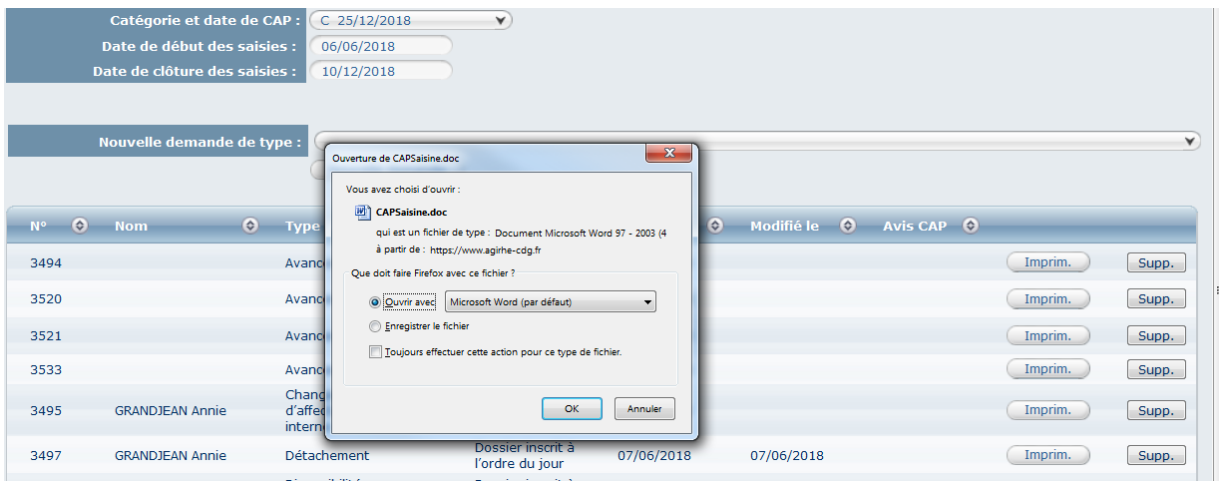 Catégorie et date de CAP : C 25/12/2018
Date de début des saisies : 06/06/2018
Date de clôture des saisies : 10/12/2018
Nouvelle demande de type :
Ouverture de CAPSaisine.doc
Vous avez choisi d'ouvrir :
CAPSaisine.doc
qui est un fichier de type : Document Microsoft Word 97 - 2003 (4
à partir de : https://www.agirhe-cdg.fr
Que doit faire Firefox avec ce fichier ?
Ouvrir avec Microsoft Word (par défaut)
Enregistrer le fichier
Toujours effectuer cette action pour ce type de fichier.
OK Annuler
N° Nom Type Modifié le Avis CAP
3494 Avanc Imprim. Supp.
3520 Avanc Imprim. Supp.
3521 Avanc Imprim. Supp.
3533 Avanc Imprim. Supp.
Chang
3495 GRANDJEAN Annie d'affec Imprim. Supp.
intern
Dossier inscrit à
3497 GRANDJEAN Annie Détachement 07/06/2018 07/06/2018 Imprim. Supp.
l'ordre du jour